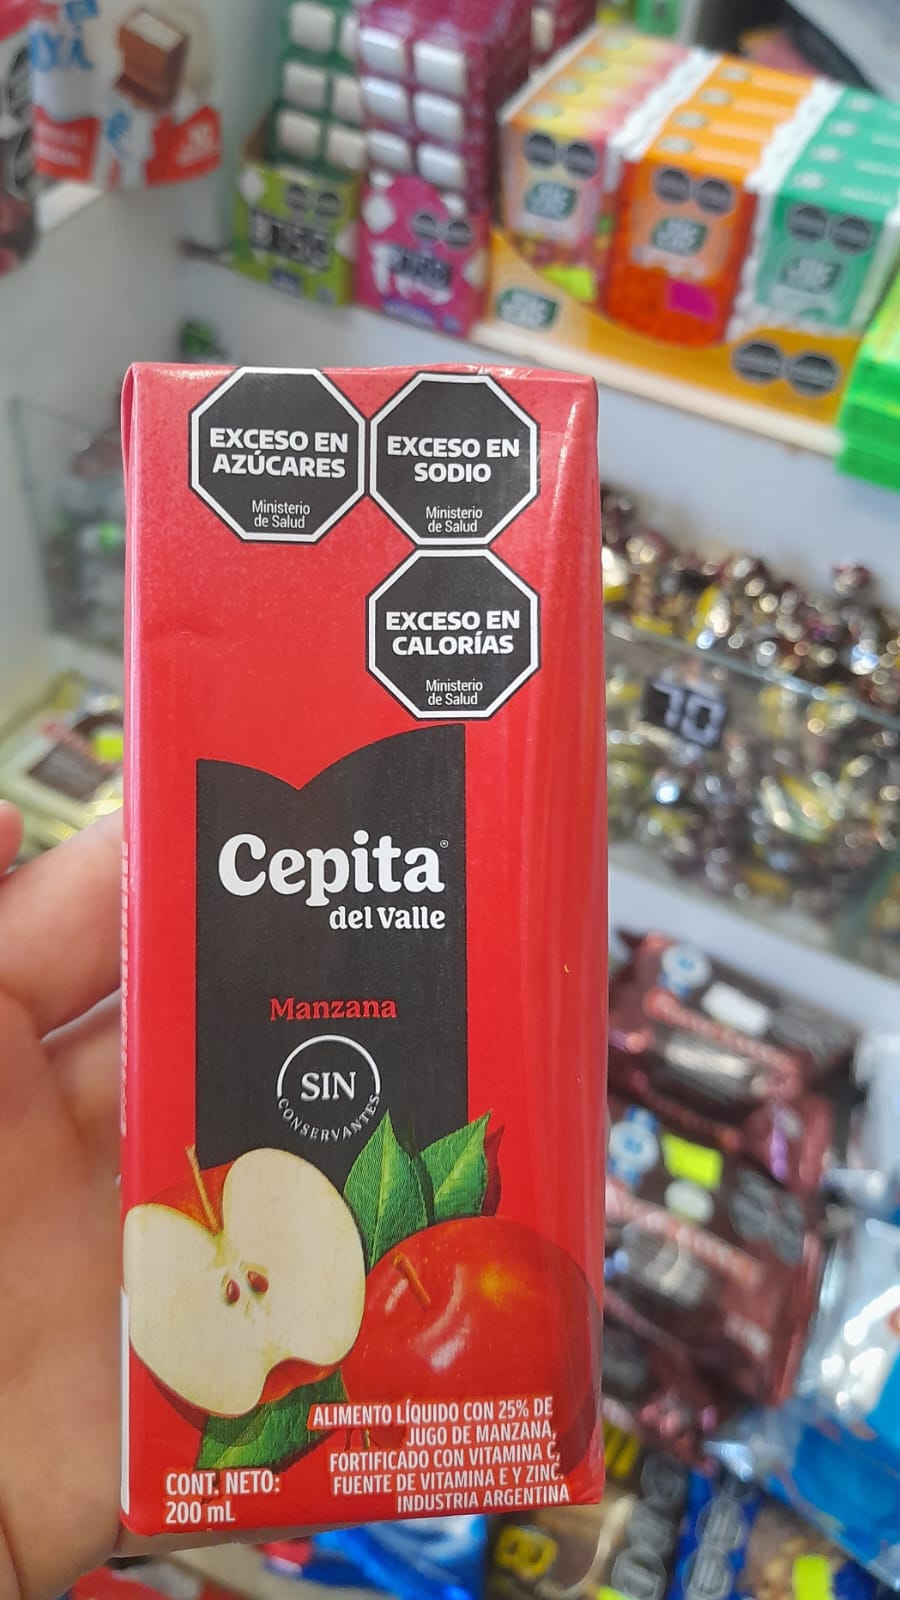 EXCESO EN
AZÚCARES
Ministerio
de Salud
EXCESO EN
SODIO
Ministerio
de Salud
EXCESO EN
CALORÍAS
Ministerio
de Salud
Cepita®
del Valle
Manzana
SIN
CONSERVANTES
ALIMENTO LÍQUIDO CON 25% DE
JUGO DE MANZANA,
FORTIFICADO CON VITAMINA C,
FUENTE DE VITAMINA E Y ZINC.
INDUSTRIA ARGENTINA
CONT. NETO:
200 mL
70